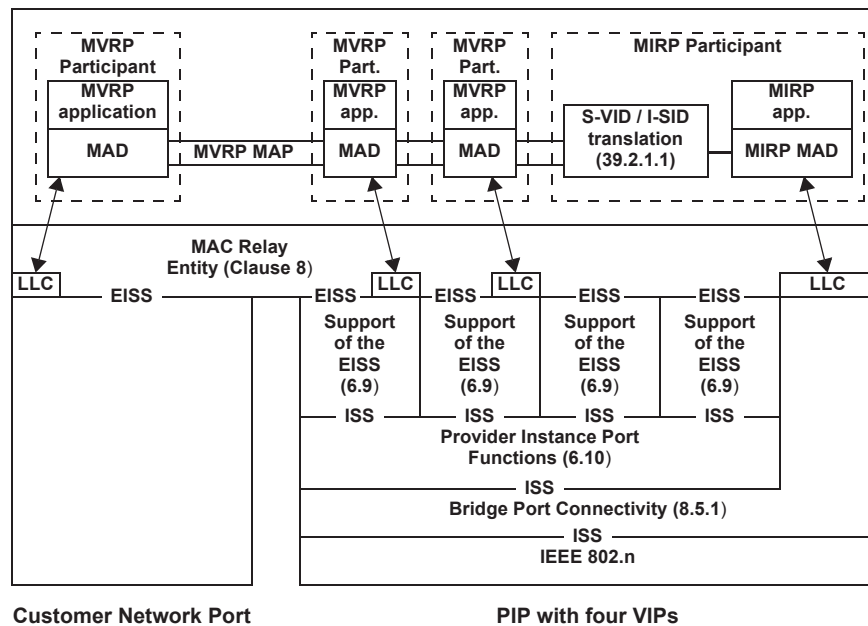 MVRP
Participant
MVRP
application
MAD
MVRP MAP
MVRP
Part.
MVRP
app.
MAD
MVRP
Part.
MVRP
app.
MAD
MIRP Participant
S-VID / I-SID
translation
(39.2.1.1)
MIRP
app.
MIRP MAD
MAC Relay
Entity (Clause 8)
LLC
EISS
EISS
LLC
EISS
LLC
EISS
EISS
LLC
Support
of the
EISS
(6.9)
Support
of the
EISS
(6.9)
Support
of the
EISS
(6.9)
Support
of the
EISS
(6.9)
ISS
ISS
ISS
ISS
Provider Instance Port
Functions (6.10)
ISS
Bridge Port Connectivity (8.5.1)
ISS
IEEE 802.n
Customer Network Port
PIP with four VIPs